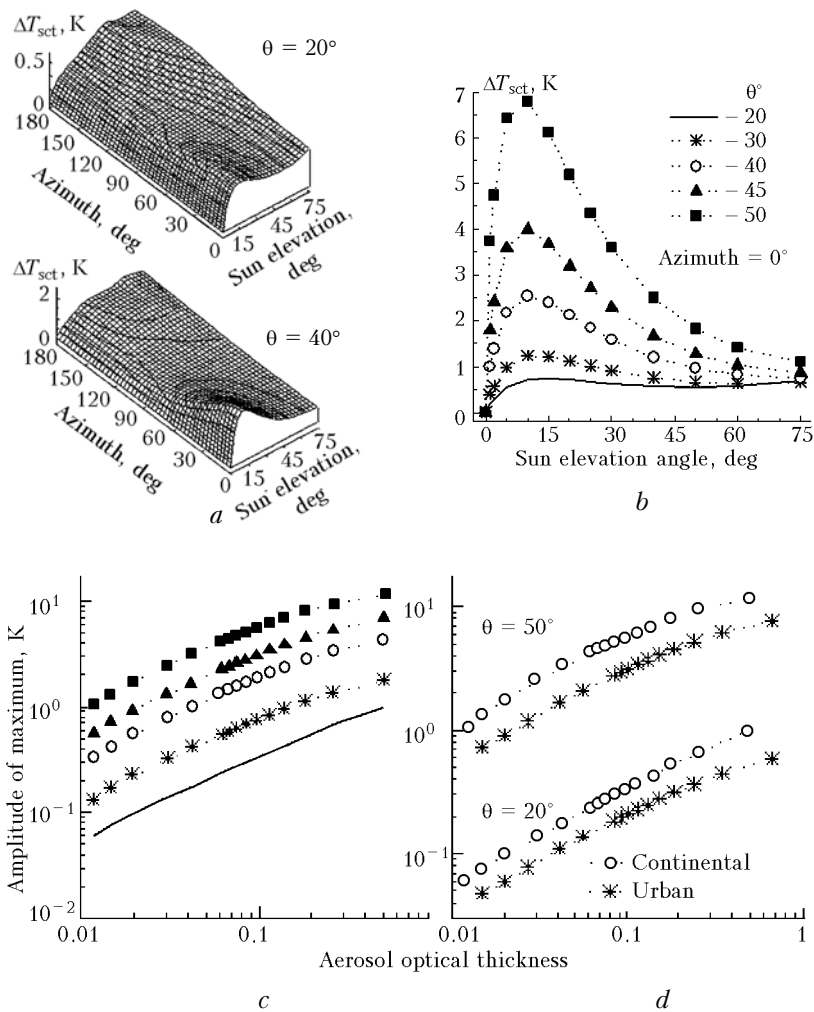 ΔT_sct, K
θ = 20°
0.5
0
180
150
120
90
60
30
0
15
45
75
Azimuth, deg
Sun elevation, deg
ΔT_sct, K
θ = 40°
2
1
0
180
150
120
90
60
30
0
15
45
75
Azimuth, deg
Sun elevation, deg
a
ΔT_sct, K
7
6
5
4
3
2
1
0
θ°
– 20
– 30
– 40
– 45
– 50
Azimuth = 0°
0 15 30 45 60 75
Sun elevation angle, deg
b
Amplitude of maximum, K
10^1
10^0
10^-1
10^-2
0.01 0.1
c
10^1
10^0
10^-1
θ = 50°
θ = 20°
Continental
Urban
0.01 0.1 1
Aerosol optical thickness
d